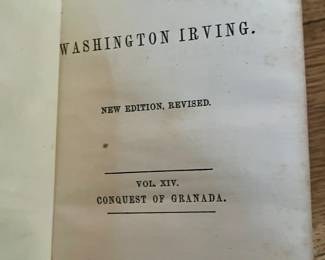 WASHINGTON IRVING.
NEW EDITION, REVISED.
VOL. XIV.
CONQUEST OF GRANADA.